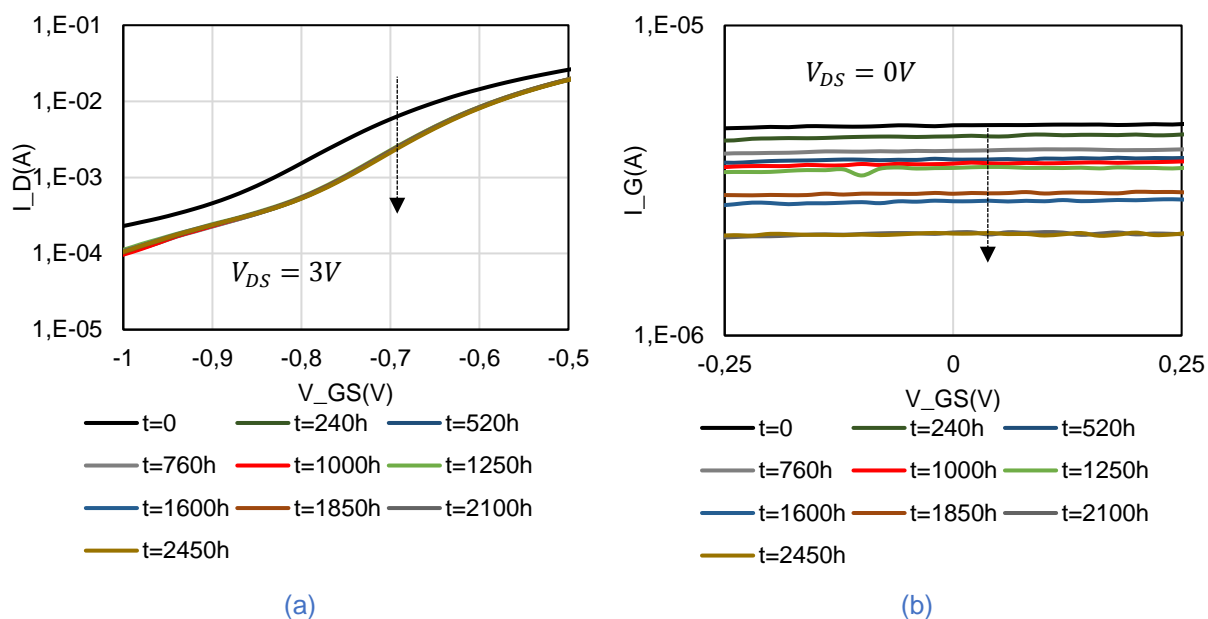 1,E-01
1,E-02
1,E-03
1,E-04
1,E-05
I_D(A)
V_DS = 3V
-1 -0,9 -0,8 -0,7 -0,6 -0,5
V_GS(V)
t=0 t=240h t=520h
t=760h t=1000h t=1250h
t=1600h t=1850h t=2100h
t=2450h
(a)
1,E-05
1,E-06
I_G(A)
V_DS = 0V
-0,25 0 0,25
V_GS(V)
t=0 t=240h t=520h
t=760h t=1000h t=1250h
t=1600h t=1850h t=2100h
t=2450h
(b)